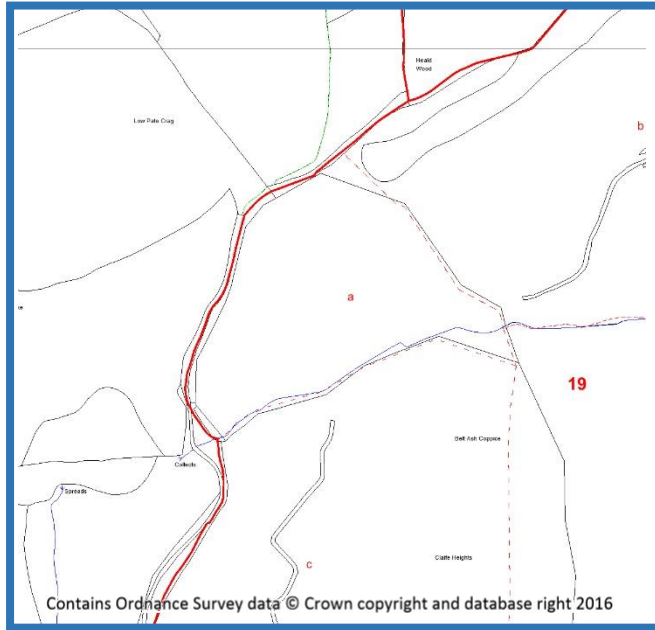 Heald
Wood
Low Pate Crag
b
a
19
Belt Ash Coppice
Collects
Spreads
Claife Heights
c
Contains Ordnance Survey data © Crown copyright and database right 2016